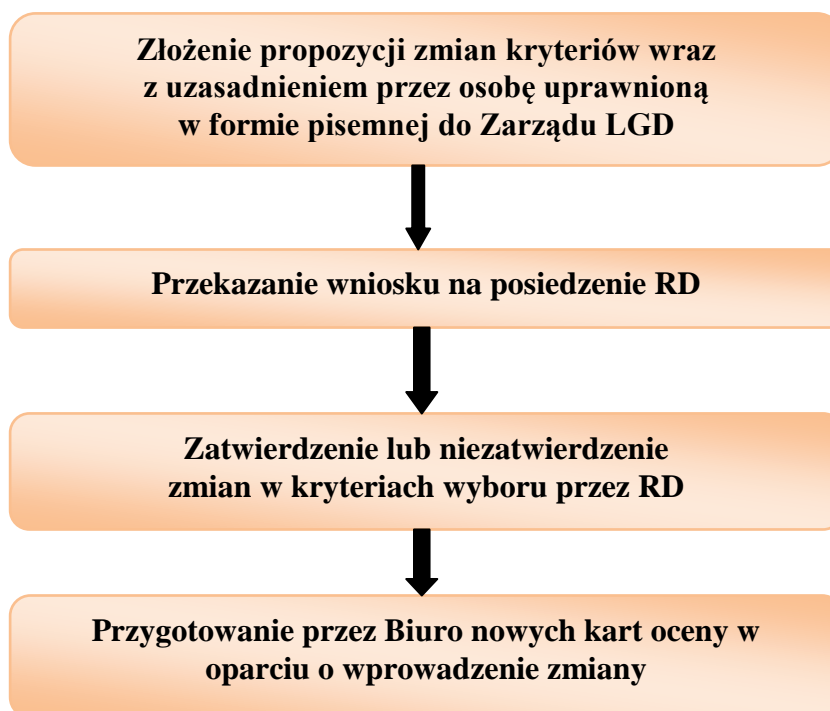 Złożenie propozycji zmian kryteriów wraz
z uzasadnieniem przez osobę uprawnioną
w formie pisemnej do Zarządu LGD
Przekazanie wniosku na posiedzenie RD
Zatwierdzenie lub niezatwierdzenie
zmian w kryteriach wyboru przez RD
Przygotowanie przez Biuro nowych kart oceny w
oparciu o wprowadzenie zmiany